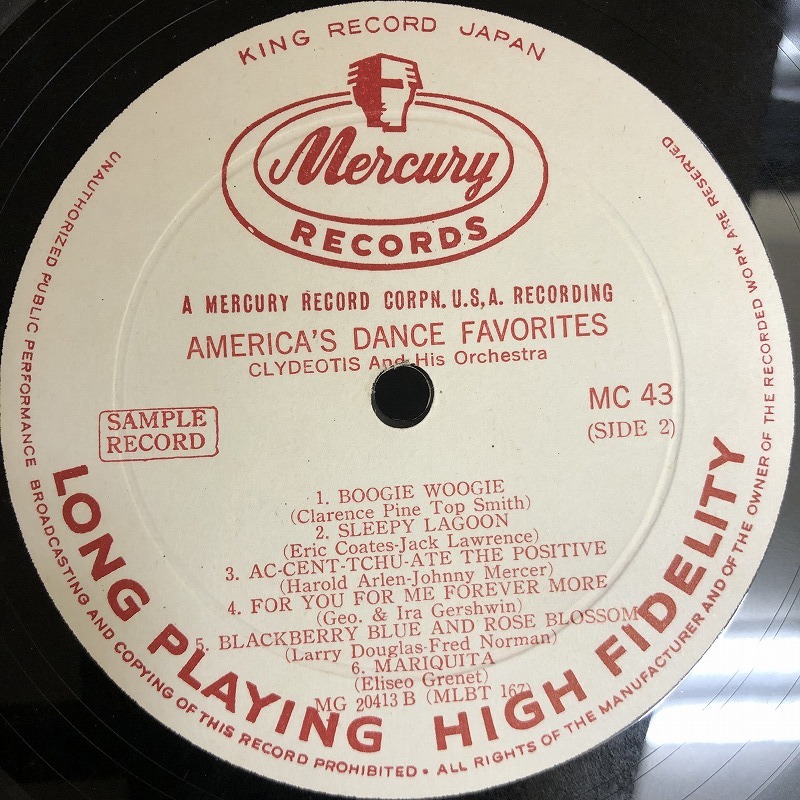 KING RECORD JAPAN
Mercury
RECORDS
A MERCURY RECORD CORPN. U.S.A. RECORDING
AMERICA'S DANCE FAVORITES
CLYDEOTIS And His Orchestra
SAMPLE
RECORD
MC 43
(SIDE 2)
1. BOOGIE WOOGIE
(Clarence Pine Top Smith)
2. SLEEPY LAGOON
(Eric Coates-Jack Lawrence)
3. AC-CENT-TCHU-ATE THE POSITIVE
(Harold Arlen-Johnny Mercer)
4. FOR YOU FOR ME FOREVER MORE
(Geo. & Ira Gershwin)
5. BLACKBERRY BLUE AND ROSE BLOSSOM
(Larry Douglas-Fred Norman)
6. MARIQUITA
(Eliseo Grenet)
MG 20413 B (MLBT 167)
LONG PLAYING HIGH FIDELITY
UNAUTHORIZED PUBLIC PERFORMANCE BROADCASTING AND COPYING OF THIS RECORD PROHIBITED • ALL RIGHTS OF THE MANUFACTURER AND OF THE OWNER OF THE RECORDED WORK ARE RESERVED